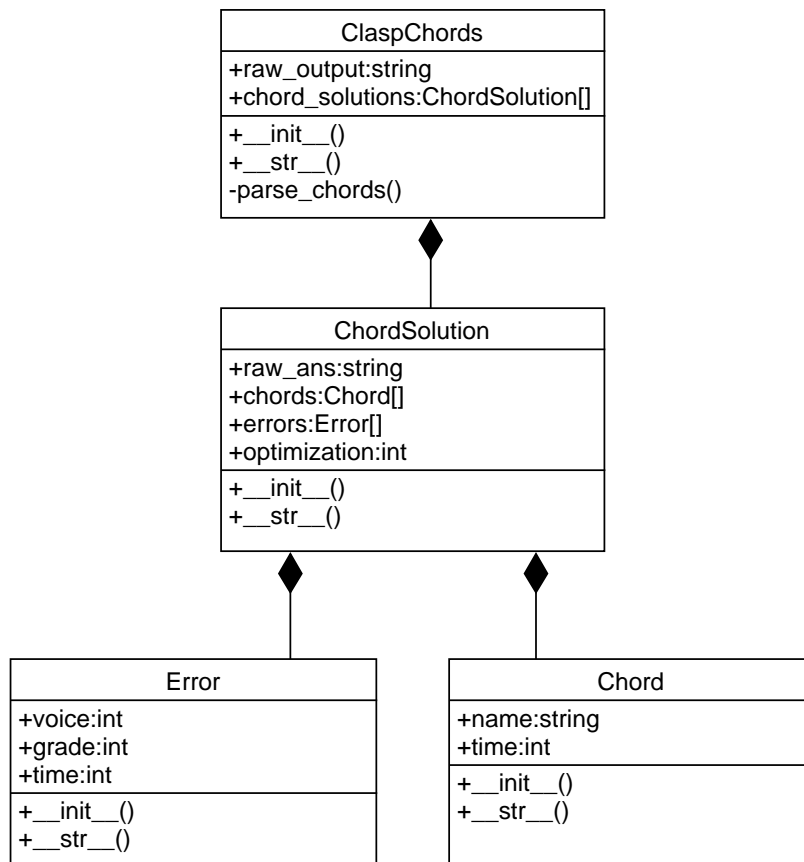 ClaspChords
+raw_output:string
+chord_solutions:ChordSolution[]
+__init__()
+__str__()
-parse_chords()
ChordSolution
+raw_ans:string
+chords:Chord[]
+errors:Error[]
+optimization:int
+__init__()
+__str__()
Error
+voice:int
+grade:int
+time:int
+__init__()
+__str__()
Chord
+name:string
+time:int
+__init__()
+__str__()